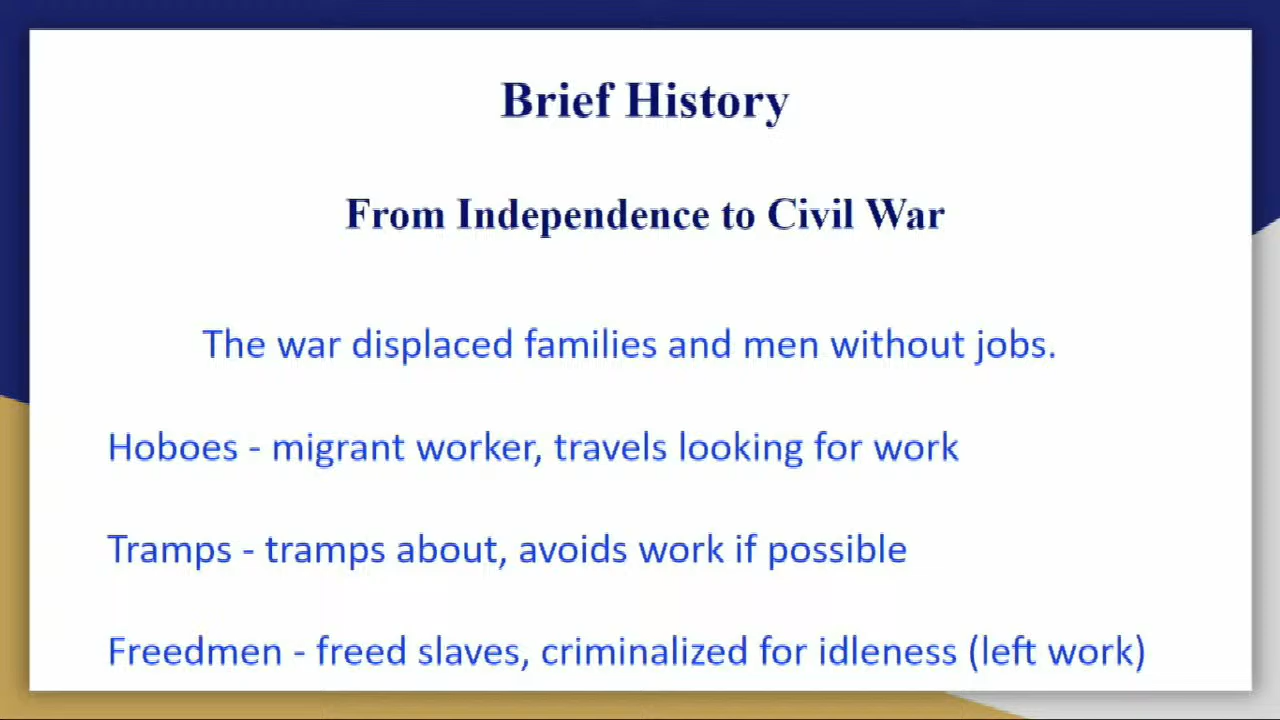 Brief History
From Independence to Civil War
The war displaced families and men without jobs.
Hoboes - migrant worker, travels looking for work
Tramps - tramps about, avoids work if possible
Freedmen - freed slaves, criminalized for idleness (left work)